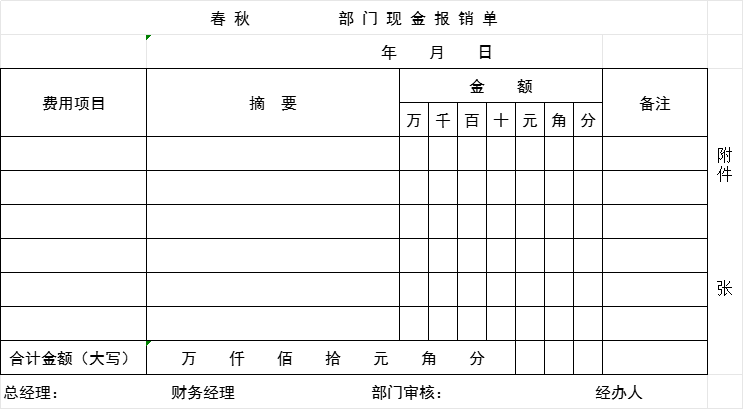 春 秋 部 门 现 金 报 销 单
年 月 日
费用项目 摘 要 金 额 备注
万 千 百 十 元 角 分
附件 张
合计金额（大写） 万 仟 佰 拾 元 角 分
总经理： 财务经理 部门审核： 经办人